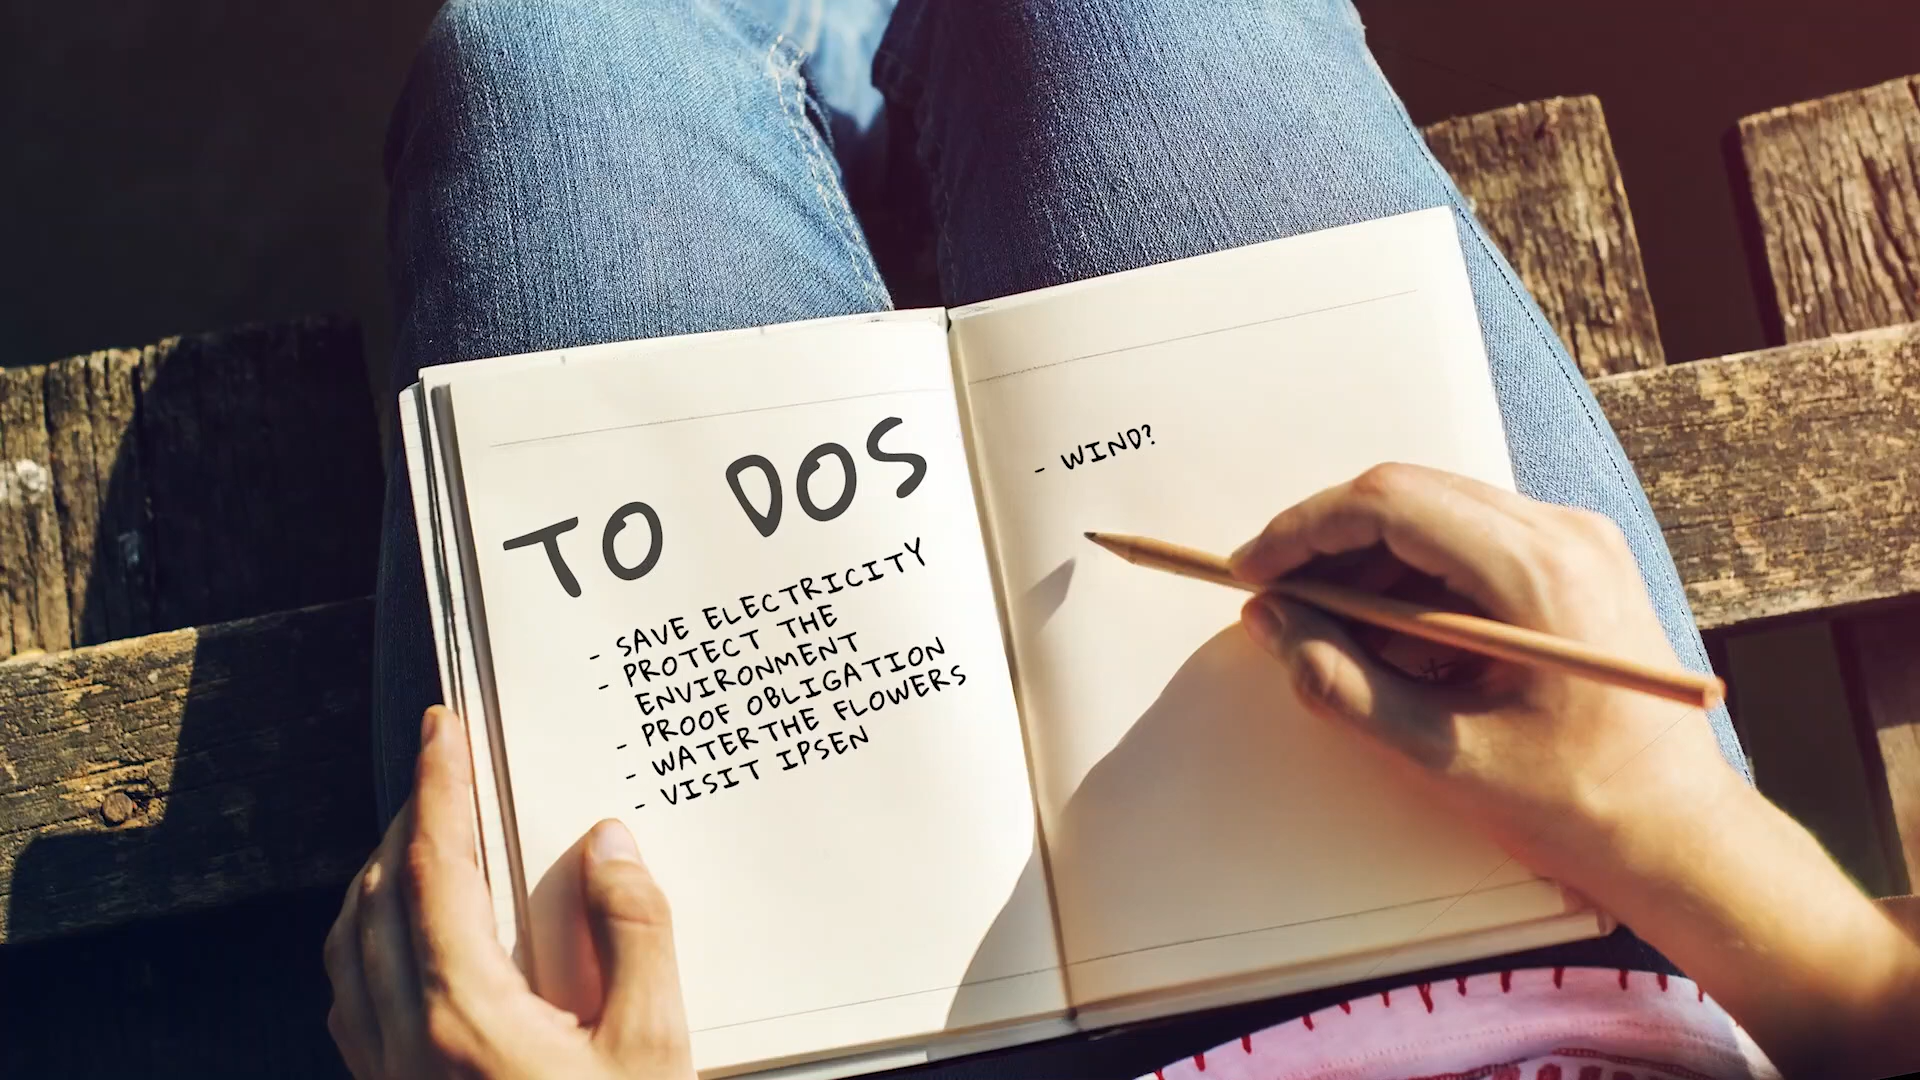 TO DOS
- SAVE ELECTRICITY
- PROTECT THE
ENVIRONMENT
- PROOF OBLIGATION
- WATER THE FLOWERS
- VISIT IPSEN
- WIND?